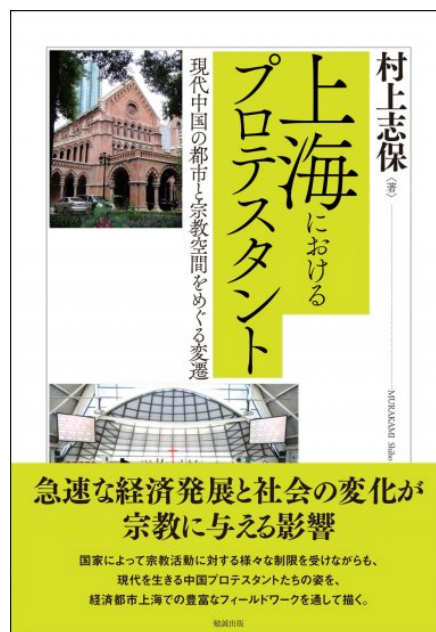 村上志保〈著〉
MURAKAMI Shiho
上海における
プロテスタント
現代中国の都市と宗教空間をめぐる変遷
急速な経済発展と社会の変化が
宗教に与える影響
国家によって宗教活動に対する様々な制限を受けながらも、
現代を生きる中国プロテスタントたちの姿を、
経済都市上海での豊富なフィールドワークを通して描く。
勉誠出版